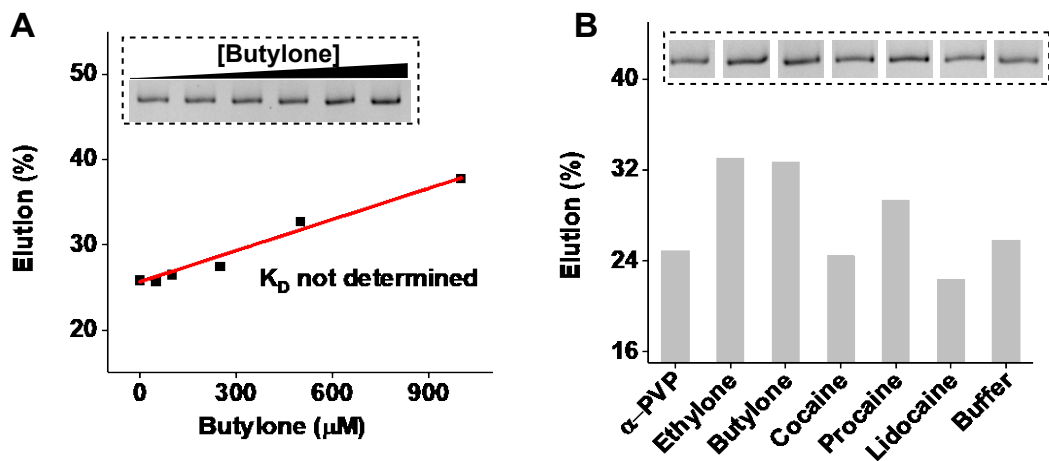 A
[Butylone]
50
40
30
20
Elution (%)
K_D not determined
0 300 600 900
Butylone (μM)
B
40
32
24
16
Elution (%)
α–PVP
Ethylone
Butylone
Cocaine
Procaine
Lidocaine
Buffer